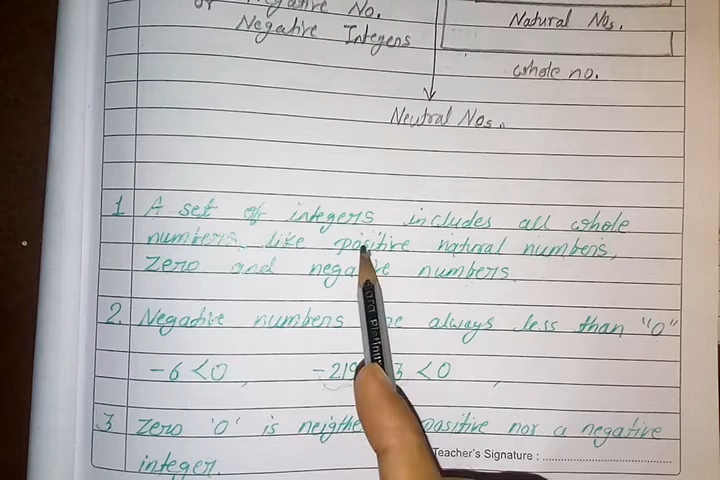 Negative No.
Negative Integers
Natural Nos.
whole no.
Neutral Nos.
1 A set of integers includes all whole
numbers, like positive natural numbers,
Zero and negative numbers.
2. Negative numbers always less than "0"
-6 <0, <0,
3 Zero 'O' is positive nor a negative
integer.
Teacher's Signature :